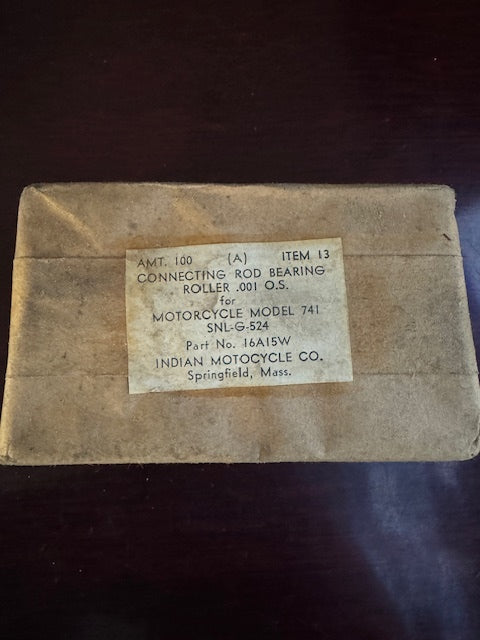 AMT. 100 (A) ITEM 13
CONNECTING ROD BEARING
ROLLER .001 O.S.
for
MOTORCYCLE MODEL 741
SNL-G-524
Part No. 16A15W
INDIAN MOTOCYCLE CO.
Springfield, Mass.